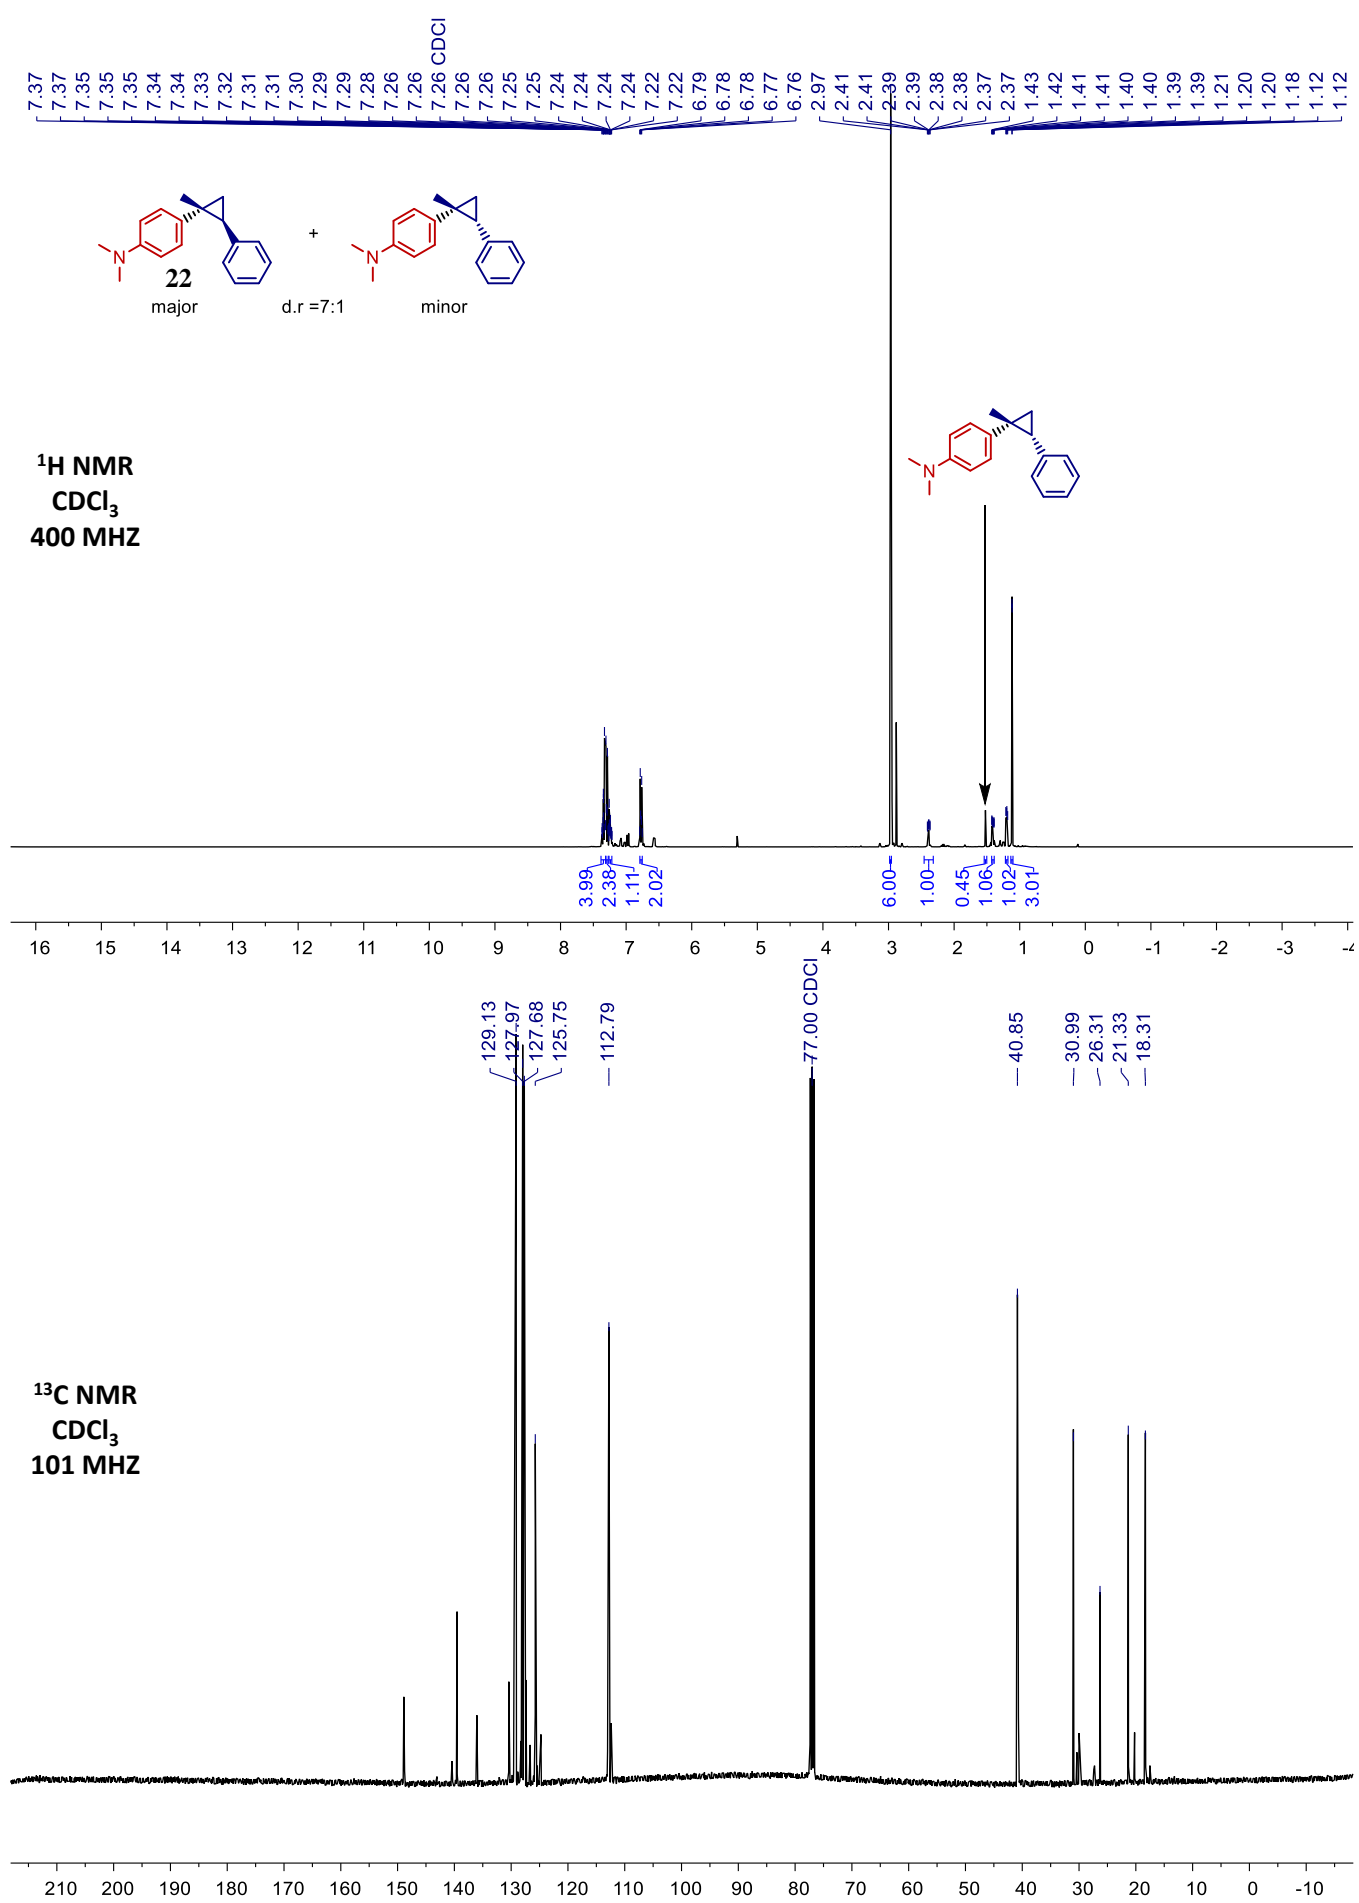 7.37 7.37 7.35 7.35 7.35 7.34 7.34 7.33 7.32 7.31 7.31 7.30 7.29 7.29 7.28 7.26 7.26 7.26 CDCl 7.26 7.26 7.25 7.25 7.24 7.24 7.24 7.24 7.22 7.22 6.79 6.78 6.78 6.77 6.76 2.97 2.41 2.41 2.39 2.39 2.38 2.38 2.37 2.37 1.43 1.42 1.41 1.41 1.40 1.40 1.39 1.39 1.21 1.20 1.20 1.18 1.12 1.12
+
N N
22
major d.r =7:1 minor
N
¹H NMR
CDCl₃
400 MHZ
3.99 2.38 1.11 2.02 6.00 1.00 0.45 1.06 1.02 3.01
16 15 14 13 12 11 10 9 8 7 6 5 4 3 2 1 0 -1 -2 -3 -4
129.13 127.97 127.68 125.75 112.79 77.00 CDCl 40.85 30.99 26.31 21.33 18.31
¹³C NMR
CDCl₃
101 MHZ
210 200 190 180 170 160 150 140 130 120 110 100 90 80 70 60 50 40 30 20 10 0 -10